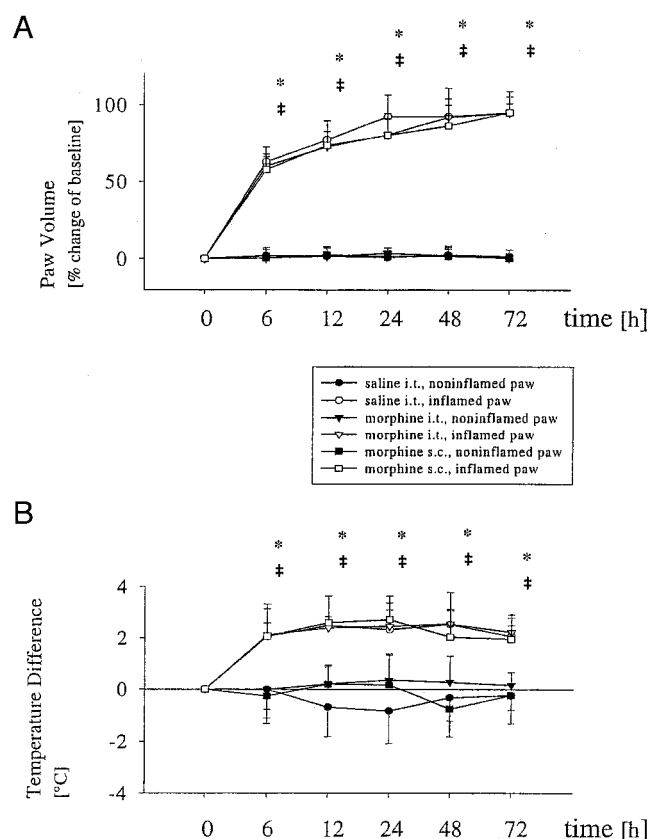 A
* * * * *
‡ ‡ ‡ ‡ ‡
100
50
0
Paw Volume
[% change of baseline]
0 6 12 24 48 72 time [h]
saline i.t., noninflamed paw
saline i.t., inflamed paw
morphine i.t., noninflamed paw
morphine i.t., inflamed paw
morphine s.c., noninflamed paw
morphine s.c., inflamed paw
B
* * * * *
‡ ‡ ‡ ‡ ‡
4
2
0
-2
-4
Temperature Difference
[°C]
0 6 12 24 48 72 time [h]